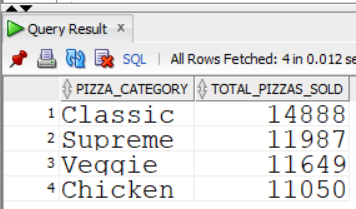 Query Result ×
SQL | All Rows Fetched: 4 in 0.012 se
PIZZA_CATEGORY TOTAL_PIZZAS_SOLD
1 Classic 14888
2 Supreme 11987
3 Veggie 11649
4 Chicken 11050